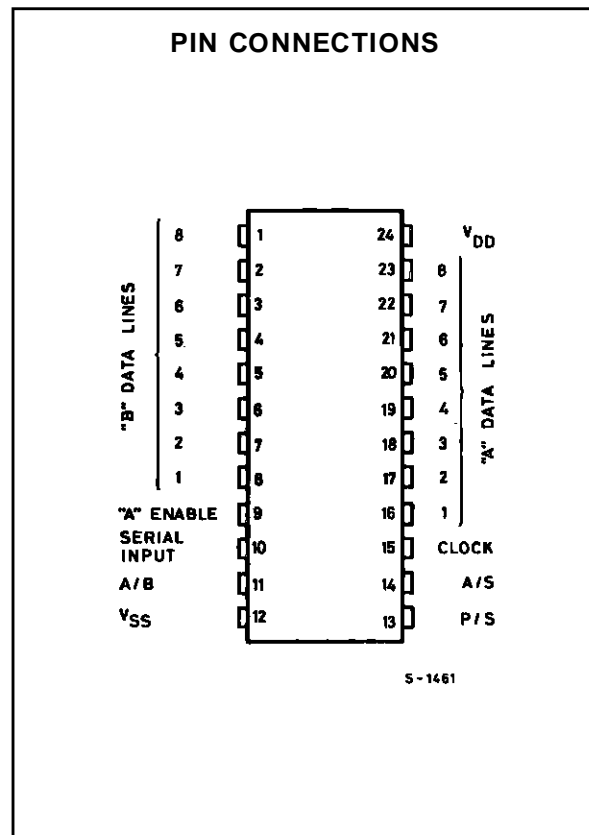 PIN CONNECTIONS
8 1 24 VDD
7 2 23 8
6 3 22 7
5 4 21 6
4 5 20 5
3 6 19 4
2 7 18 3
1 8 17 2
"B" DATA LINES
"A" DATA LINES
"A" ENABLE 9 16 1
SERIAL
INPUT 10 15 CLOCK
A/B 11 14 A/S
VSS 12 13 P/S
S-1461